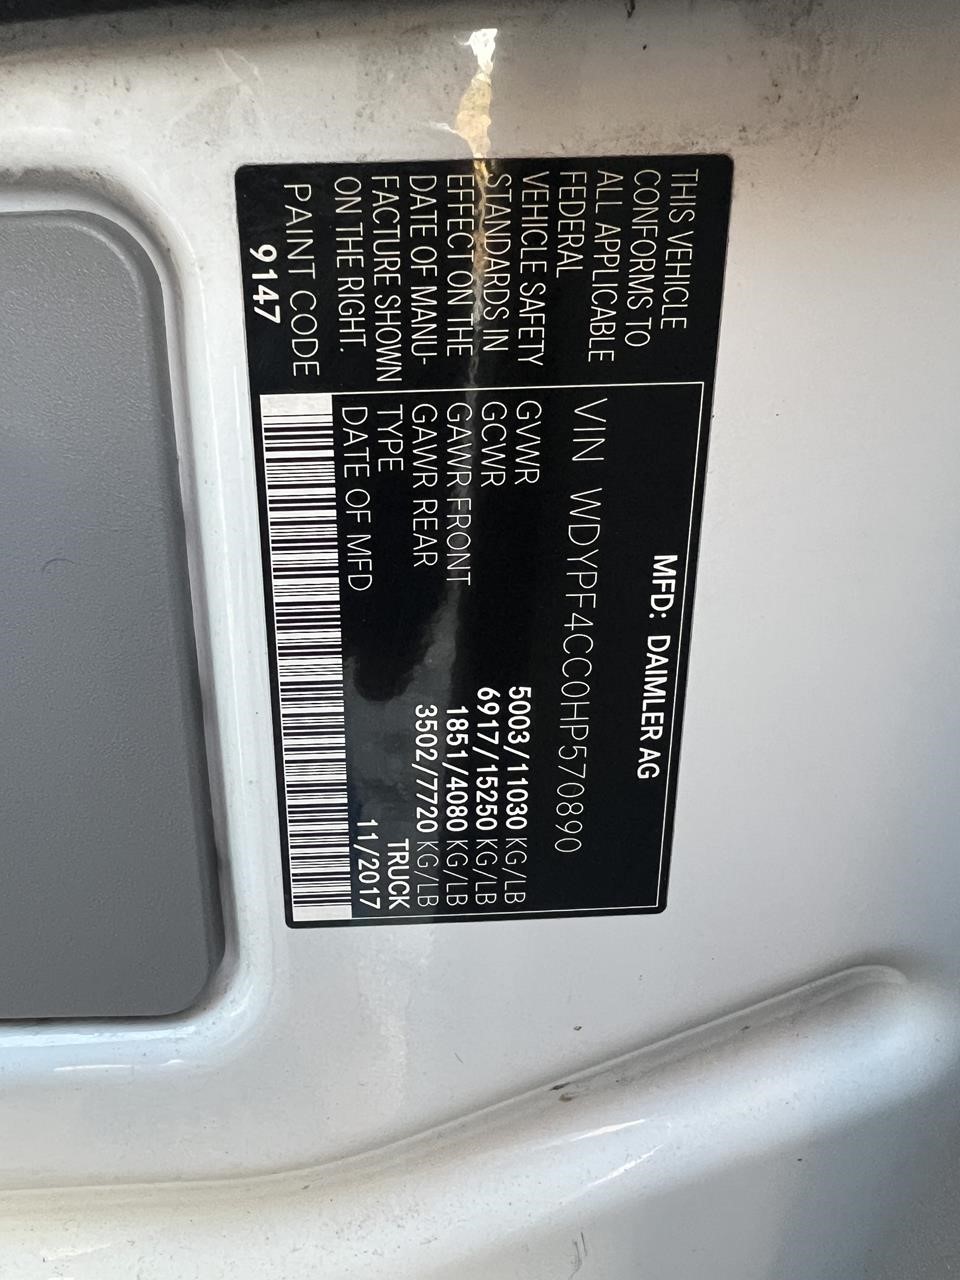 THIS VEHICLE
CONFORMS TO
ALL APPLICABLE
FEDERAL
VEHICLE SAFETY
STANDARDS IN
EFFECT ON THE
DATE OF MANU-
FACTURE SHOWN
ON THE RIGHT.
PAINT CODE
9147
MFD: DAIMLER AG
VIN WDYPF4CC0HP570890
GVWR 5003/11030 KG/LB
GCWR 6917/15250 KG/LB
GAWR FRONT 1851/4080 KG/LB
GAWR REAR 3502/7720 KG/LB
TYPE TRUCK
DATE OF MFD 11/2017